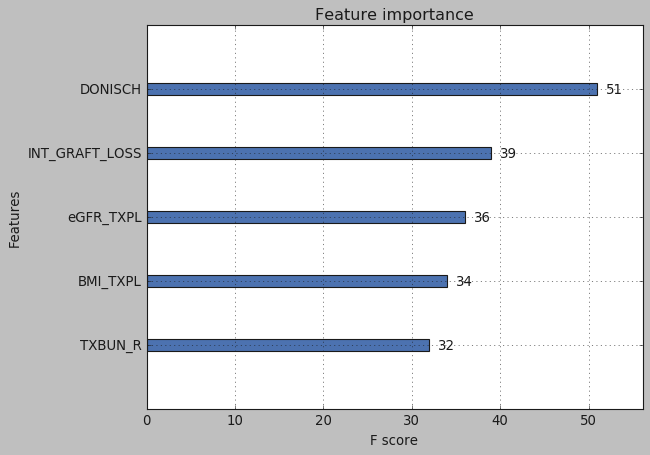 Feature importance
DONISCH 51
INT_GRAFT_LOSS 39
eGFR_TXPL 36
BMI_TXPL 34
TXBUN_R 32
Features
0 10 20 30 40 50
F score